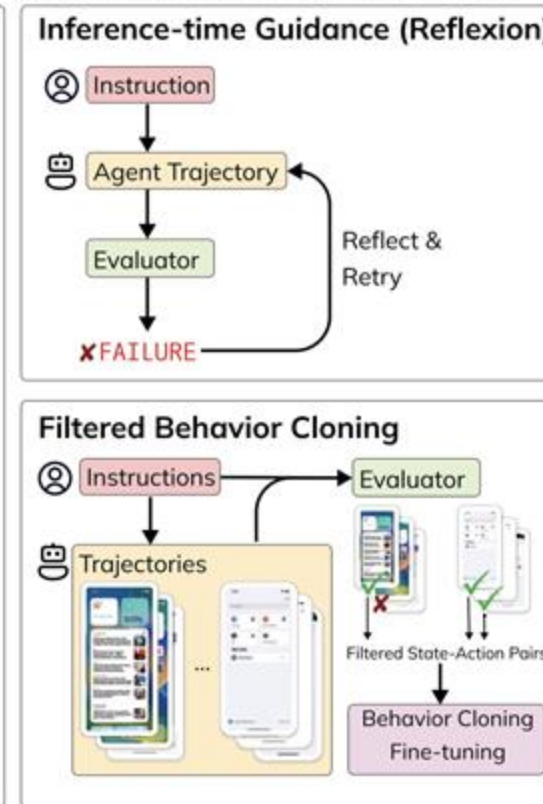 Inference-time Guidance (Reflexion)
Instruction
Agent Trajectory
Evaluator
Reflect &
Retry
✘FAILURE
Filtered Behavior Cloning
Instructions
Evaluator
Trajectories
...
Filtered State-Action Pairs
Behavior Cloning
Fine-tuning